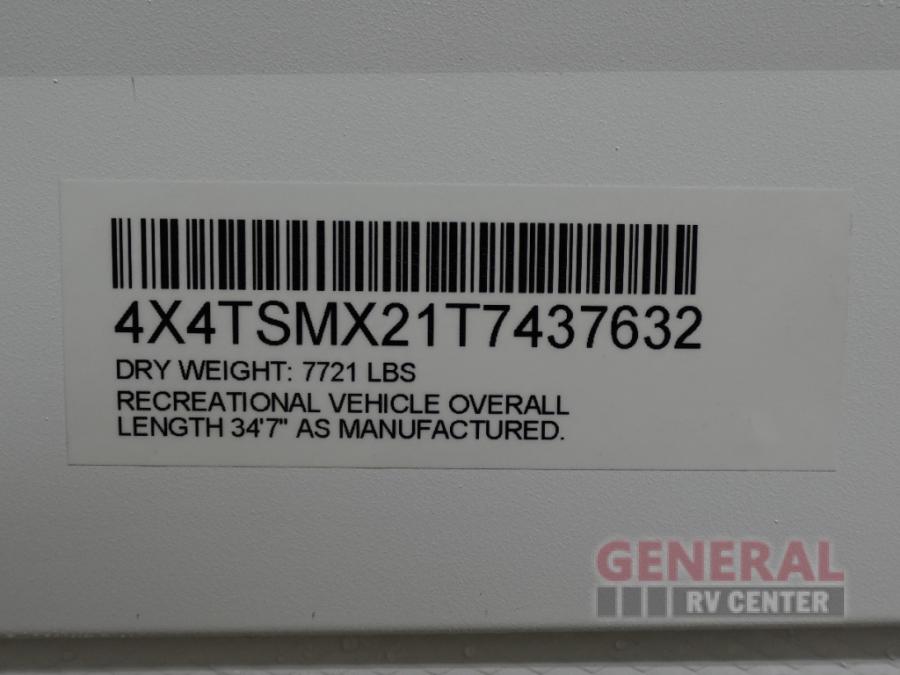 4X4TSMX21T7437632
DRY WEIGHT: 7721 LBS
RECREATIONAL VEHICLE OVERALL
LENGTH 34'7" AS MANUFACTURED.
GENERAL
RV CENTER